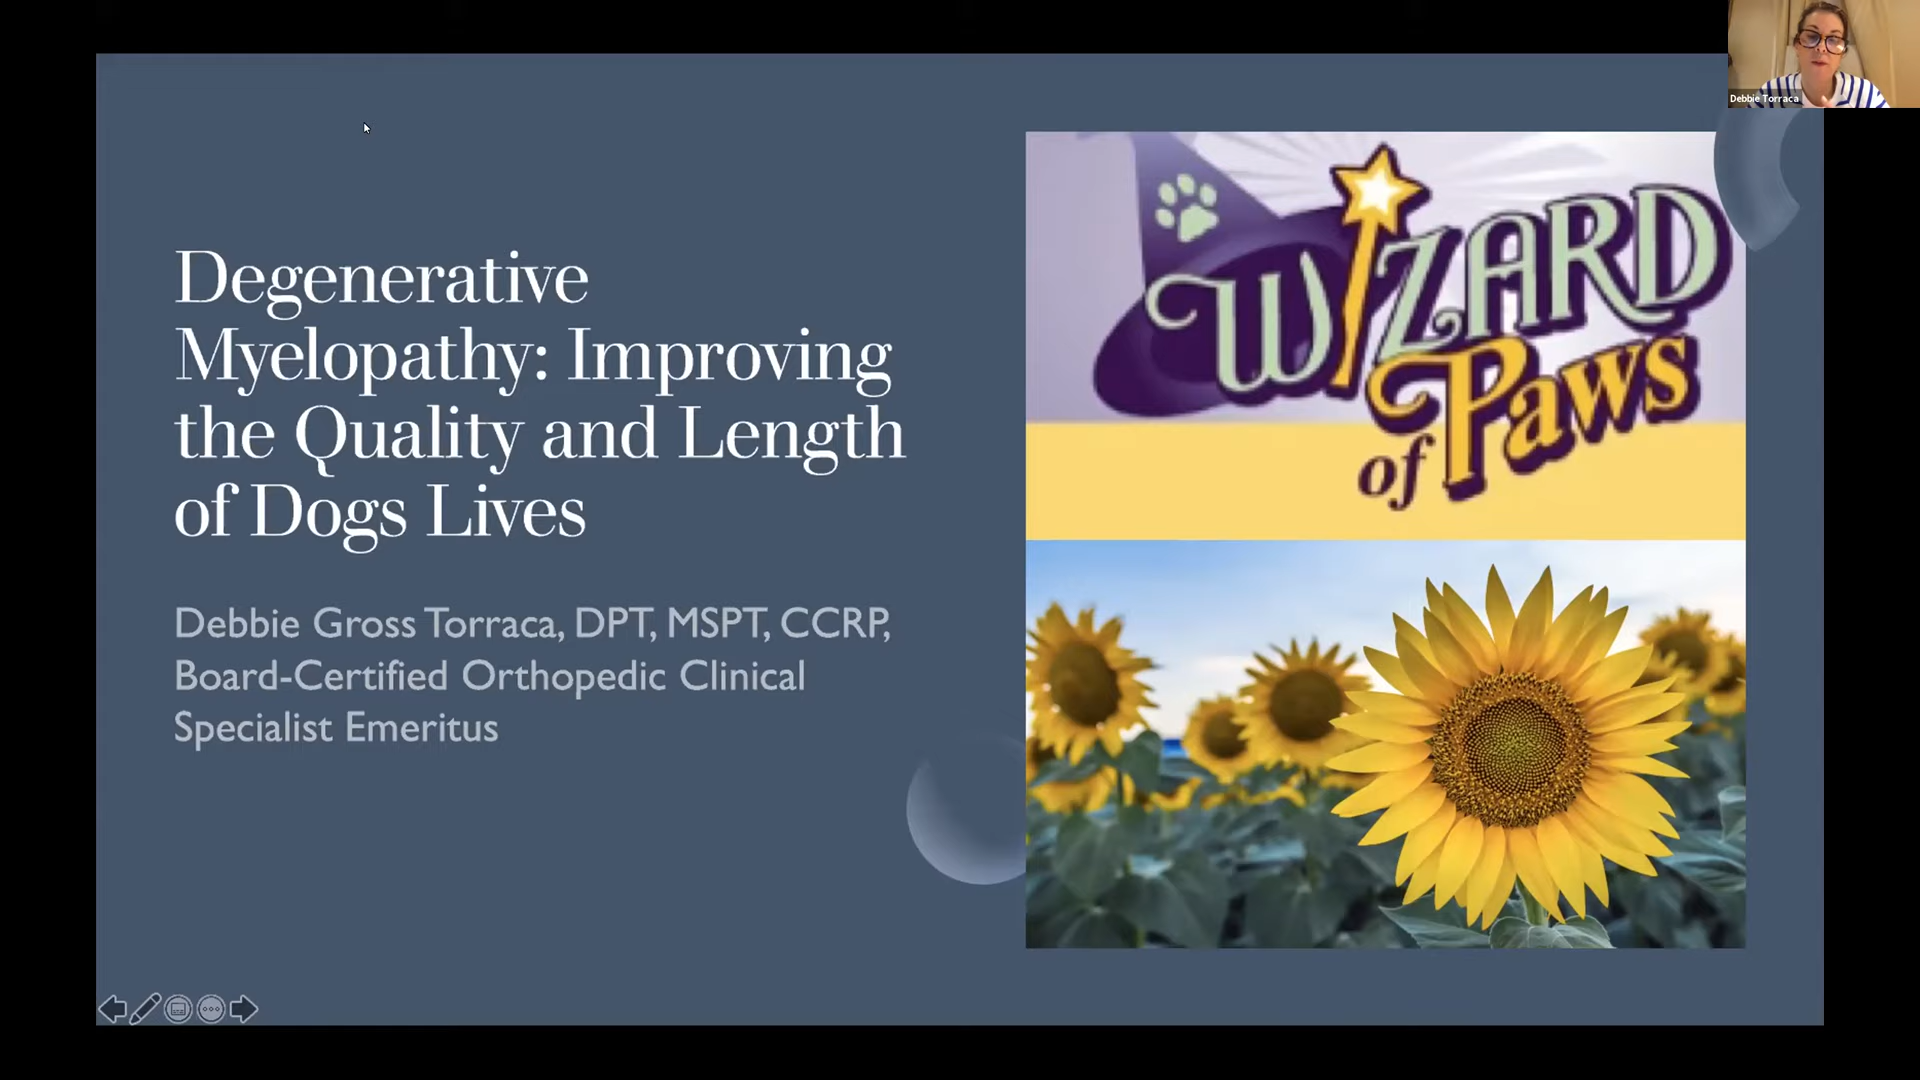 Debbie Torraca
WIZARD
of Paws
Degenerative
Myelopathy: Improving
the Quality and Length
of Dogs Lives
Debbie Gross Torraca, DPT, MSPT, CCRP,
Board-Certified Orthopedic Clinical
Specialist Emeritus